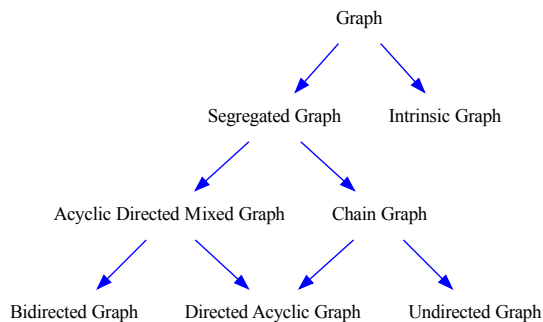 Graph
Segregated Graph
Intrinsic Graph
Acyclic Directed Mixed Graph
Chain Graph
Bidirected Graph
Directed Acyclic Graph
Undirected Graph